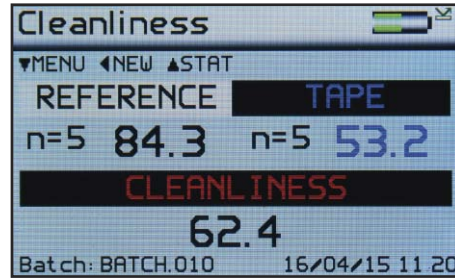 Cleanliness
▼MENU ◀NEW ▲STAT
REFERENCE TAPE
n=5 84.3 n=5 53.2
CLEANLINESS
62.4
Batch: BATCH.010 16/04/15 11 20